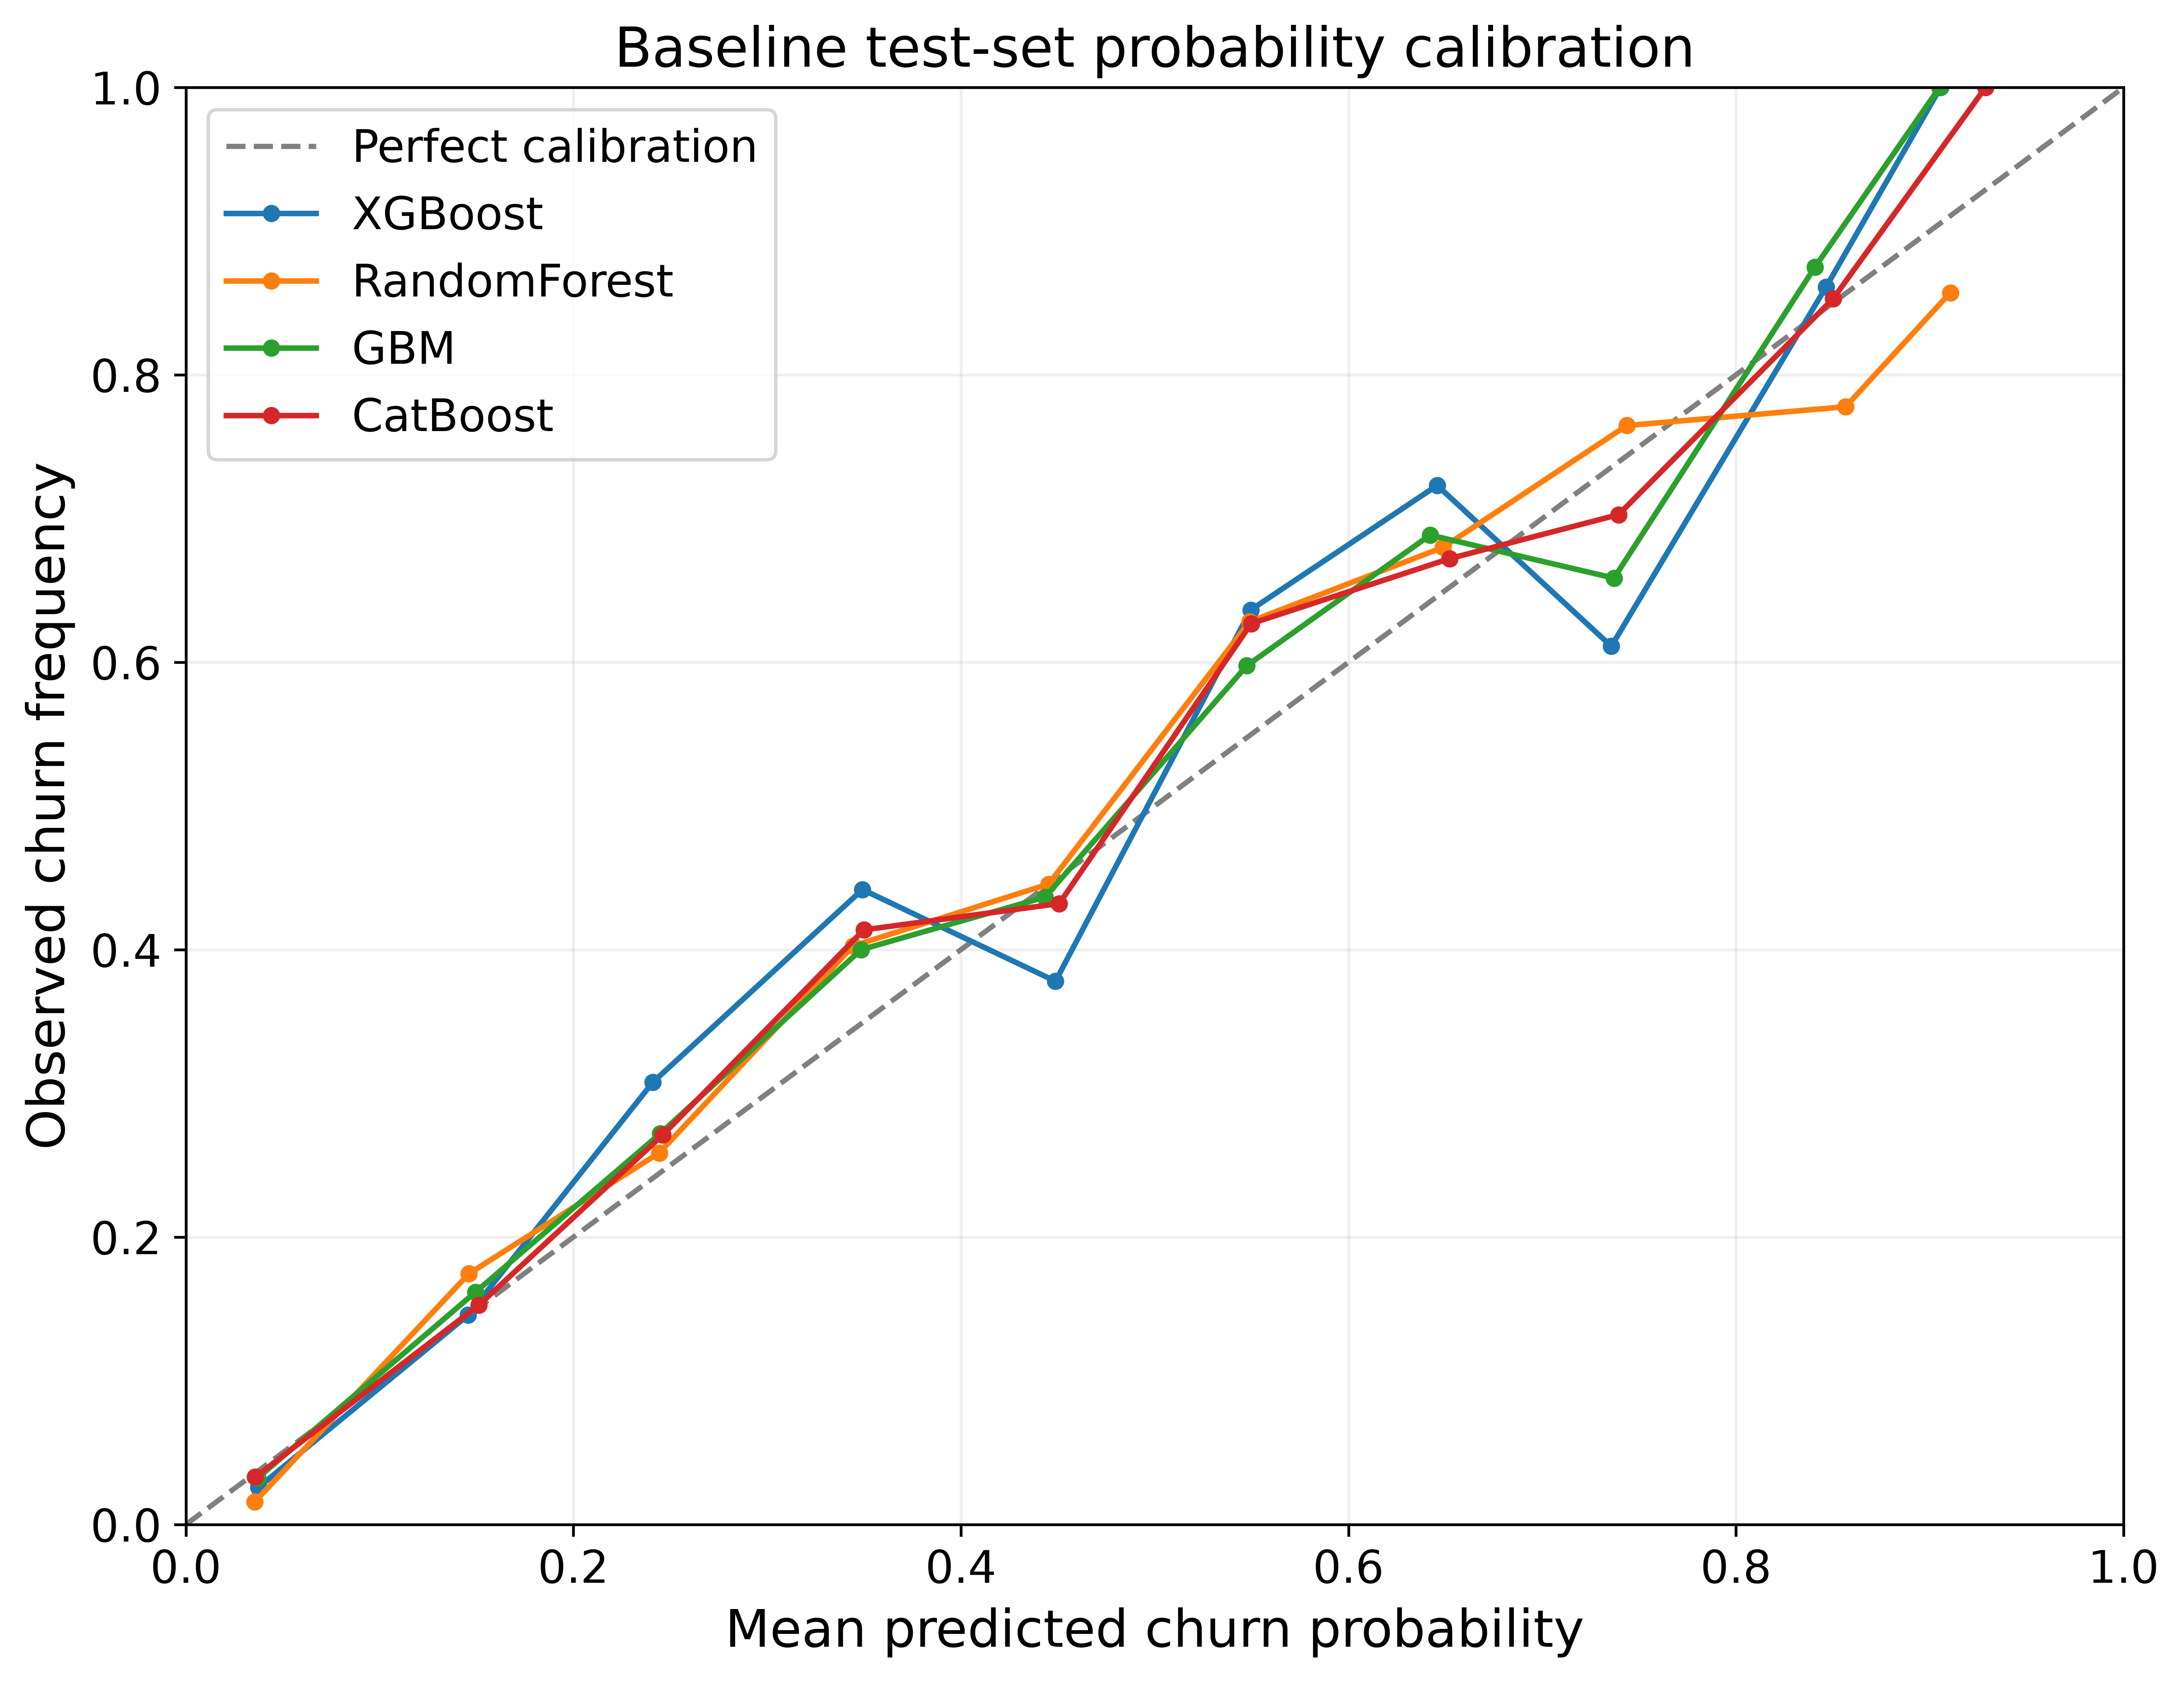 Baseline test-set probability calibration
1.0
0.8
0.6
0.4
0.2
0.0
Observed churn frequency
Perfect calibration
XGBoost
RandomForest
GBM
CatBoost
0.0 0.2 0.4 0.6 0.8 1.0
Mean predicted churn probability